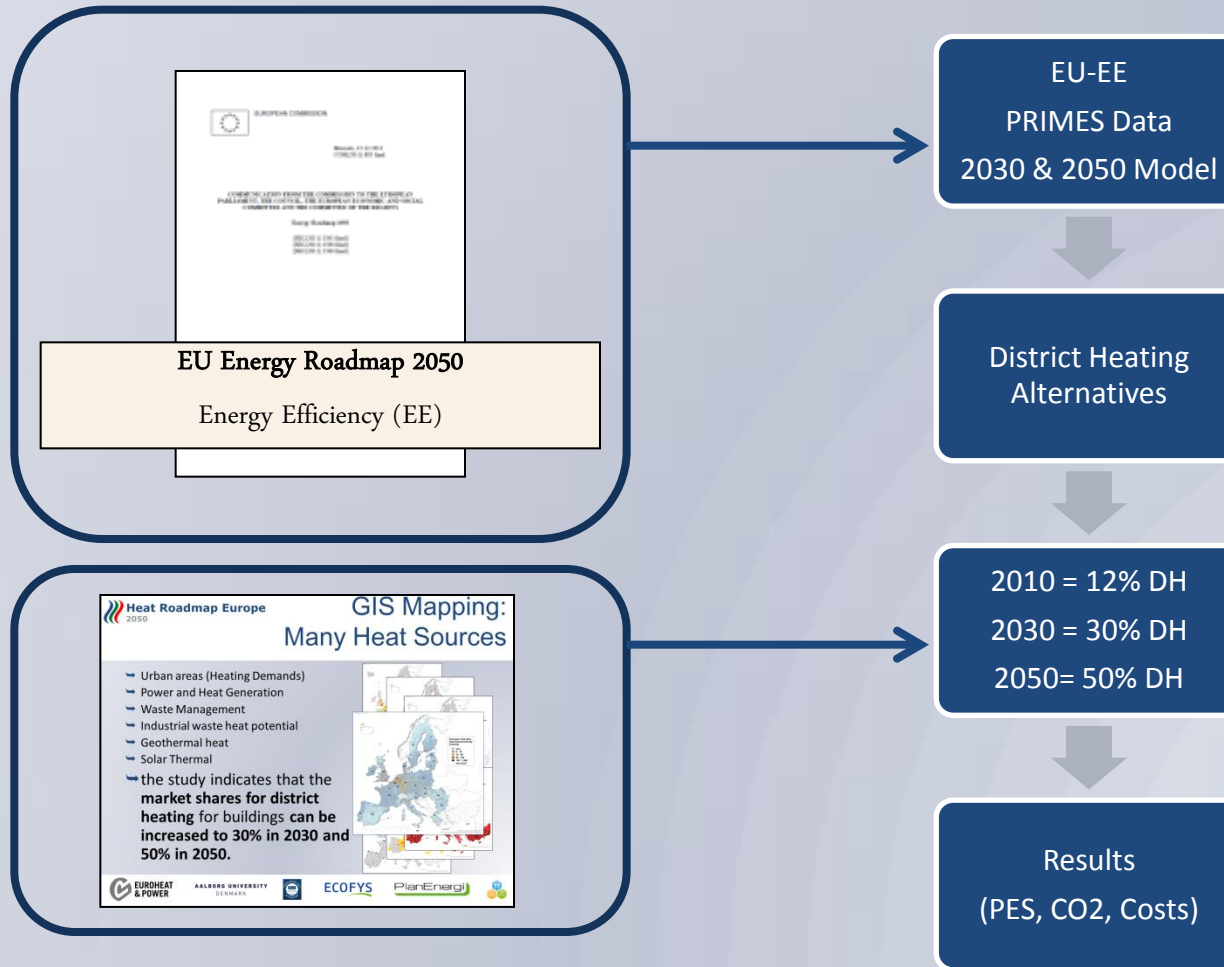 EUROPEAN COMMISSION
COMMUNICATION FROM THE COMMISSION TO THE EUROPEAN
PARLIAMENT, THE COUNCIL, THE EUROPEAN ECONOMIC AND SOCIAL
COMMITTEE AND THE COMMITTEE OF THE REGIONS
Energy Roadmap 2050
EU Energy Roadmap 2050
Energy Efficiency (EE)
Heat Roadmap Europe
2050
GIS Mapping:
Many Heat Sources
Urban areas (Heating Demands)
Power and Heat Generation
Waste Management
Industrial waste heat potential
Geothermal heat
Solar Thermal
the study indicates that the
market shares for district
heating for buildings can be
increased to 30% in 2030 and
50% in 2050.
EUROHEAT
& POWER
AALBORG UNIVERSITY
DENMARK
ECOFYS
PlanEnergi
EU-EE
PRIMES Data
2030 & 2050 Model
District Heating
Alternatives
2010 = 12% DH
2030 = 30% DH
2050= 50% DH
Results
(PES, CO2, Costs)